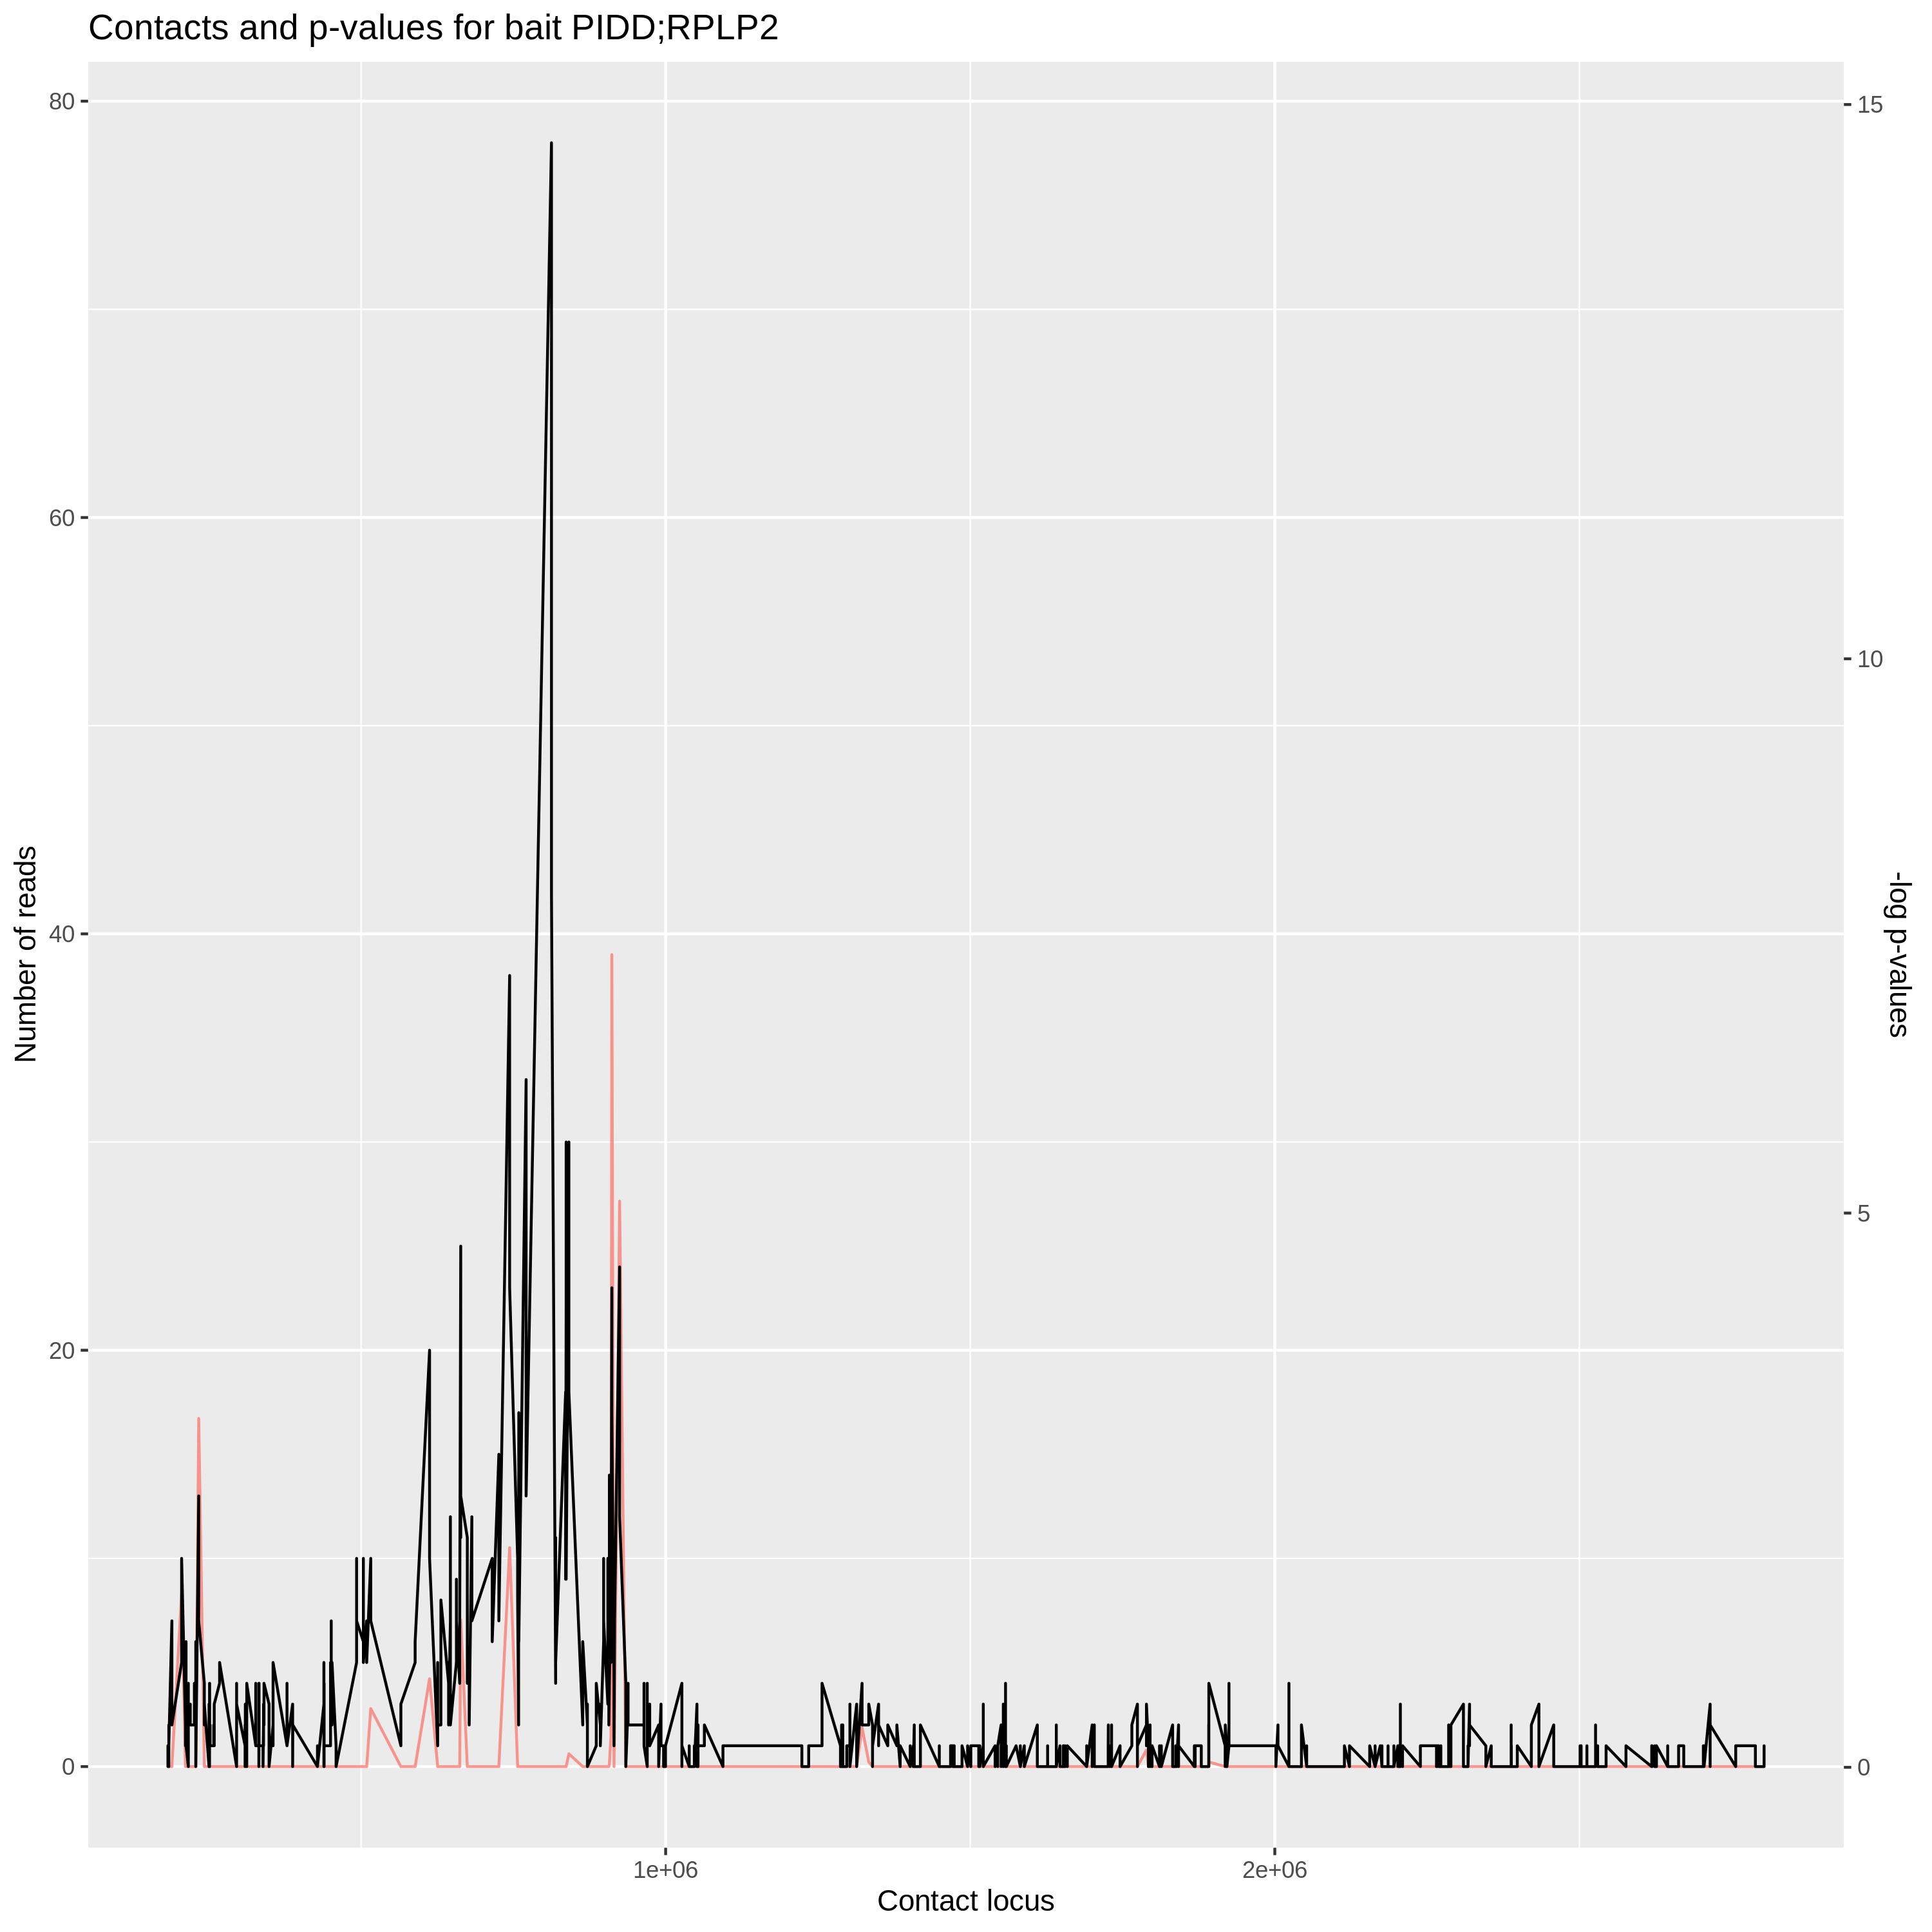 Contacts and p-values for bait PIDD;RPLP2
80
60
40
20
0
Number of reads
15
10
5
0
-log p-values
1e+06
2e+06
Contact locus